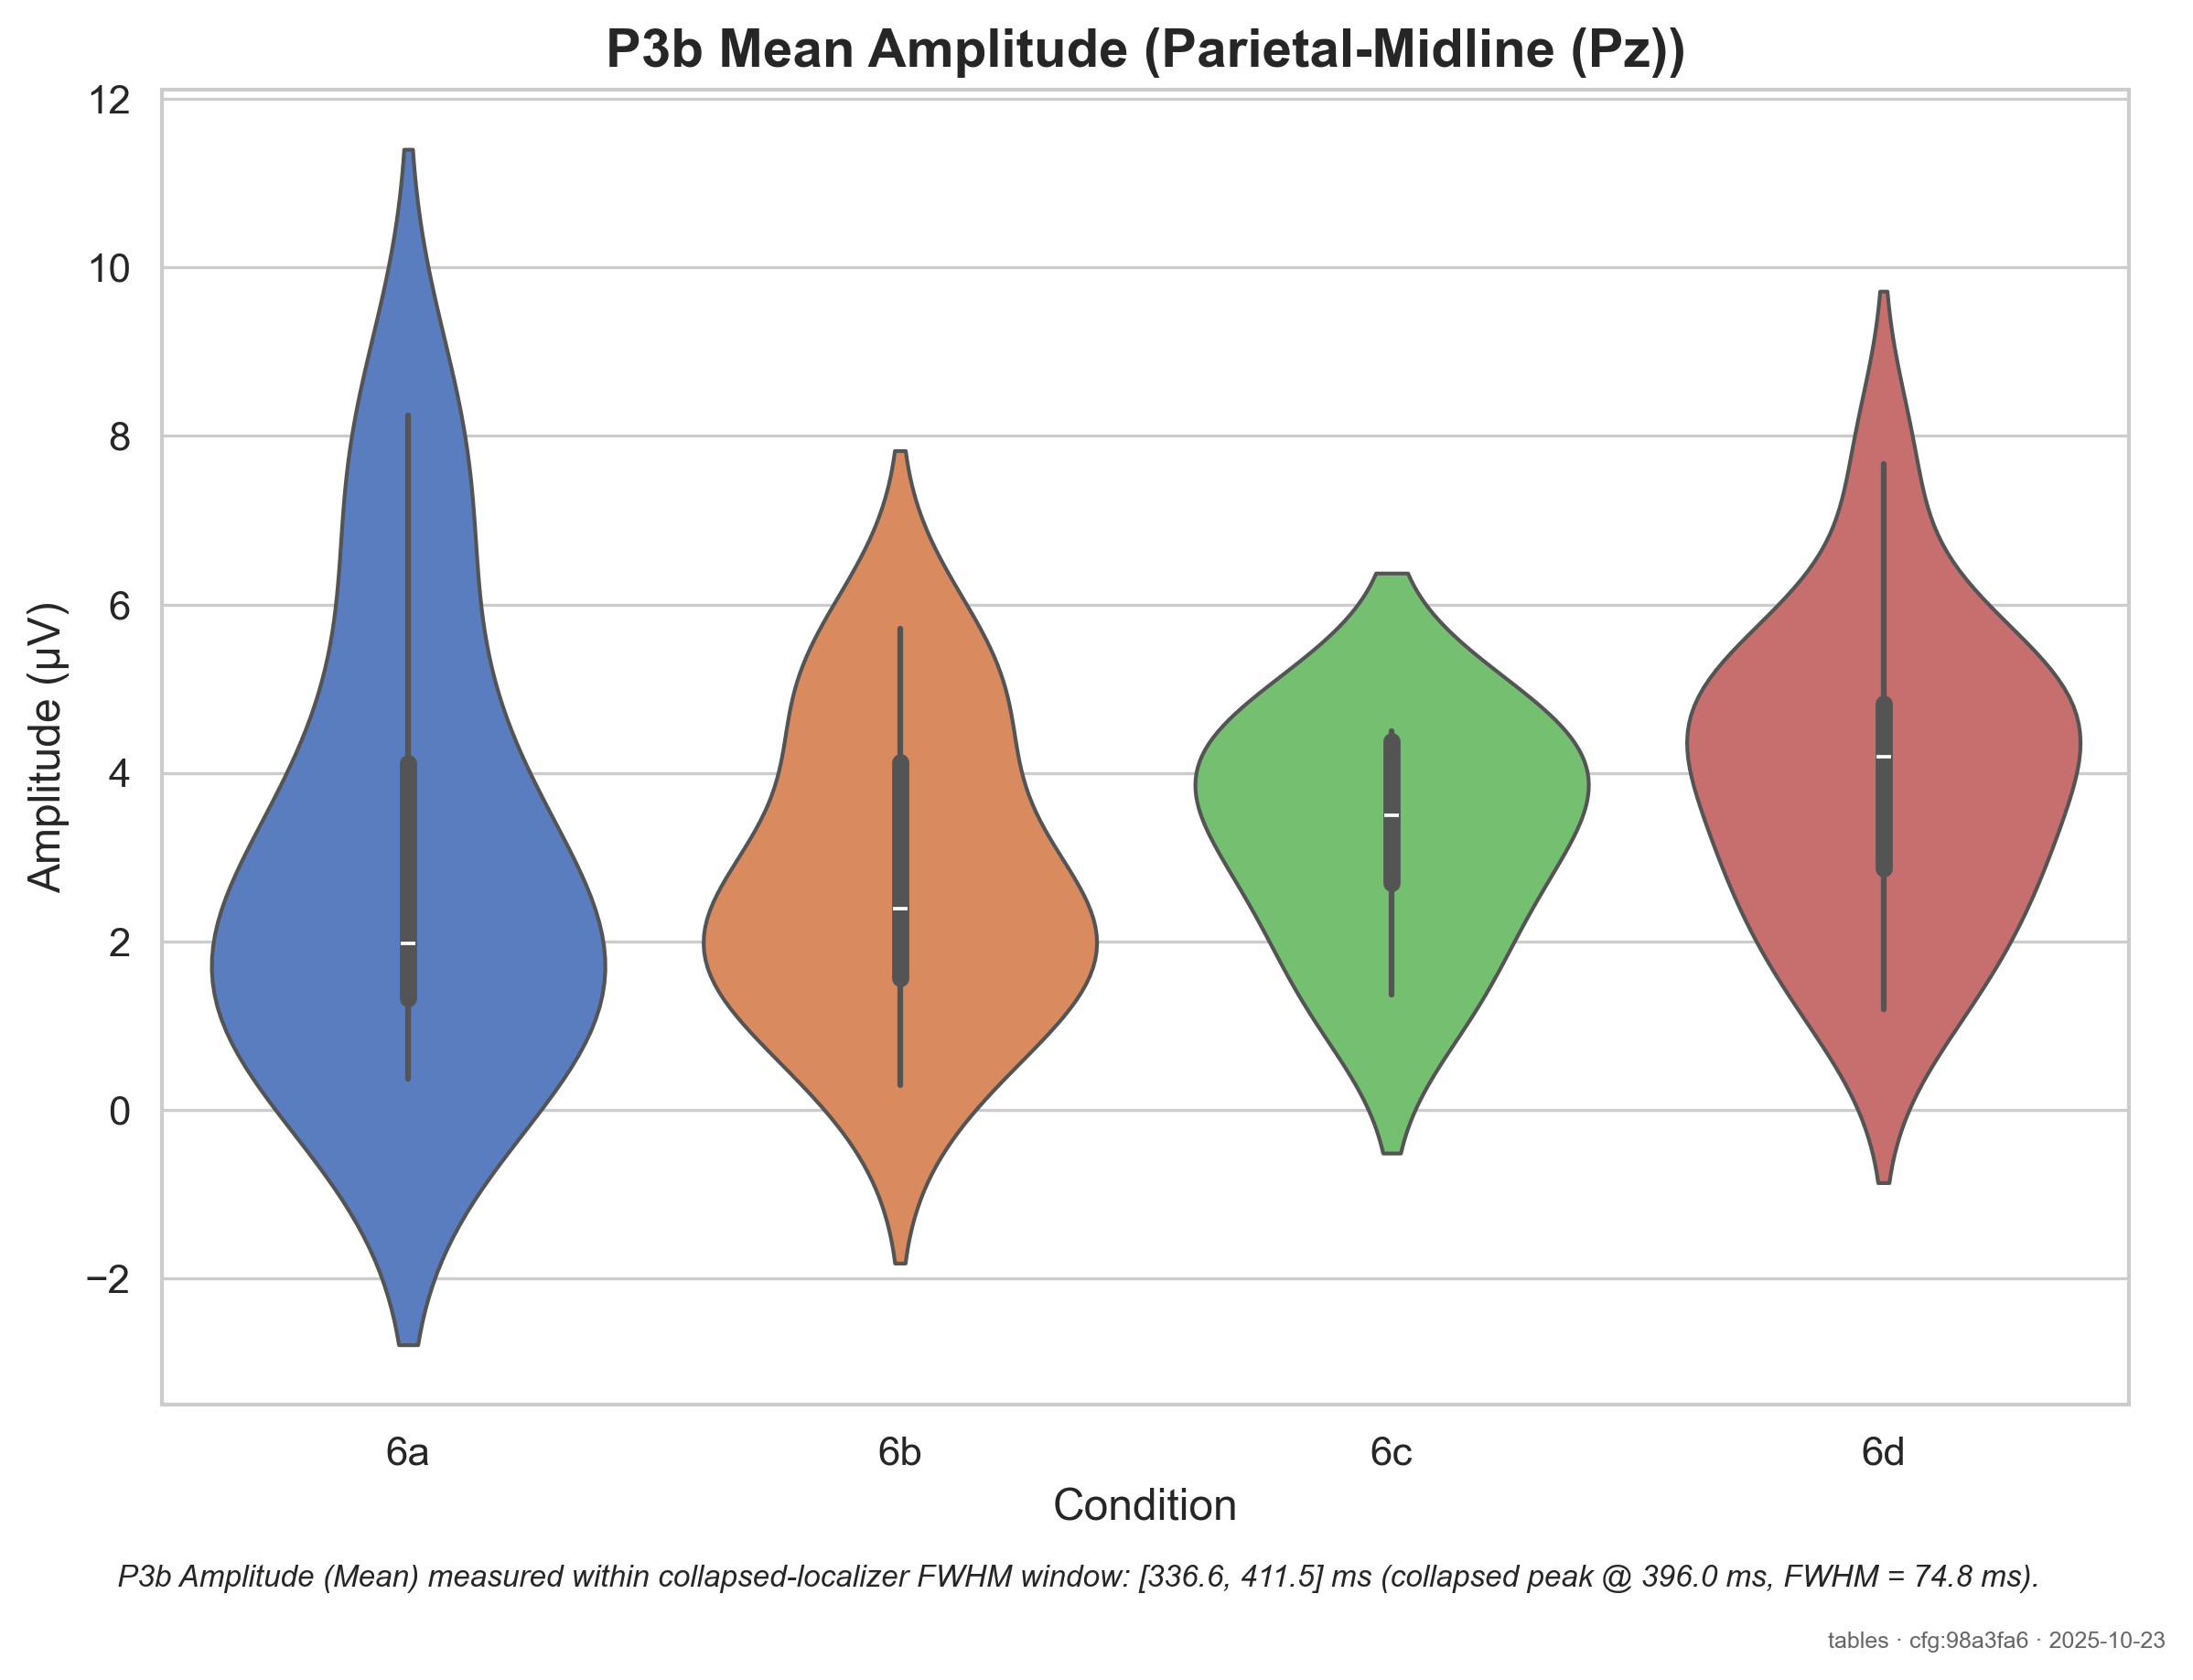 P3b Mean Amplitude (Parietal-Midline (Pz))
12
10
8
6
4
2
0
−2
Amplitude (µV)
6a 6b 6c 6d
Condition
P3b Amplitude (Mean) measured within collapsed-localizer FWHM window: [336.6, 411.5] ms (collapsed peak @ 396.0 ms, FWHM = 74.8 ms).
tables · cfg:98a3fa6 · 2025-10-23